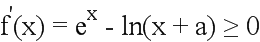 f'(x) = e^x - ln(x + a) ≥ 0